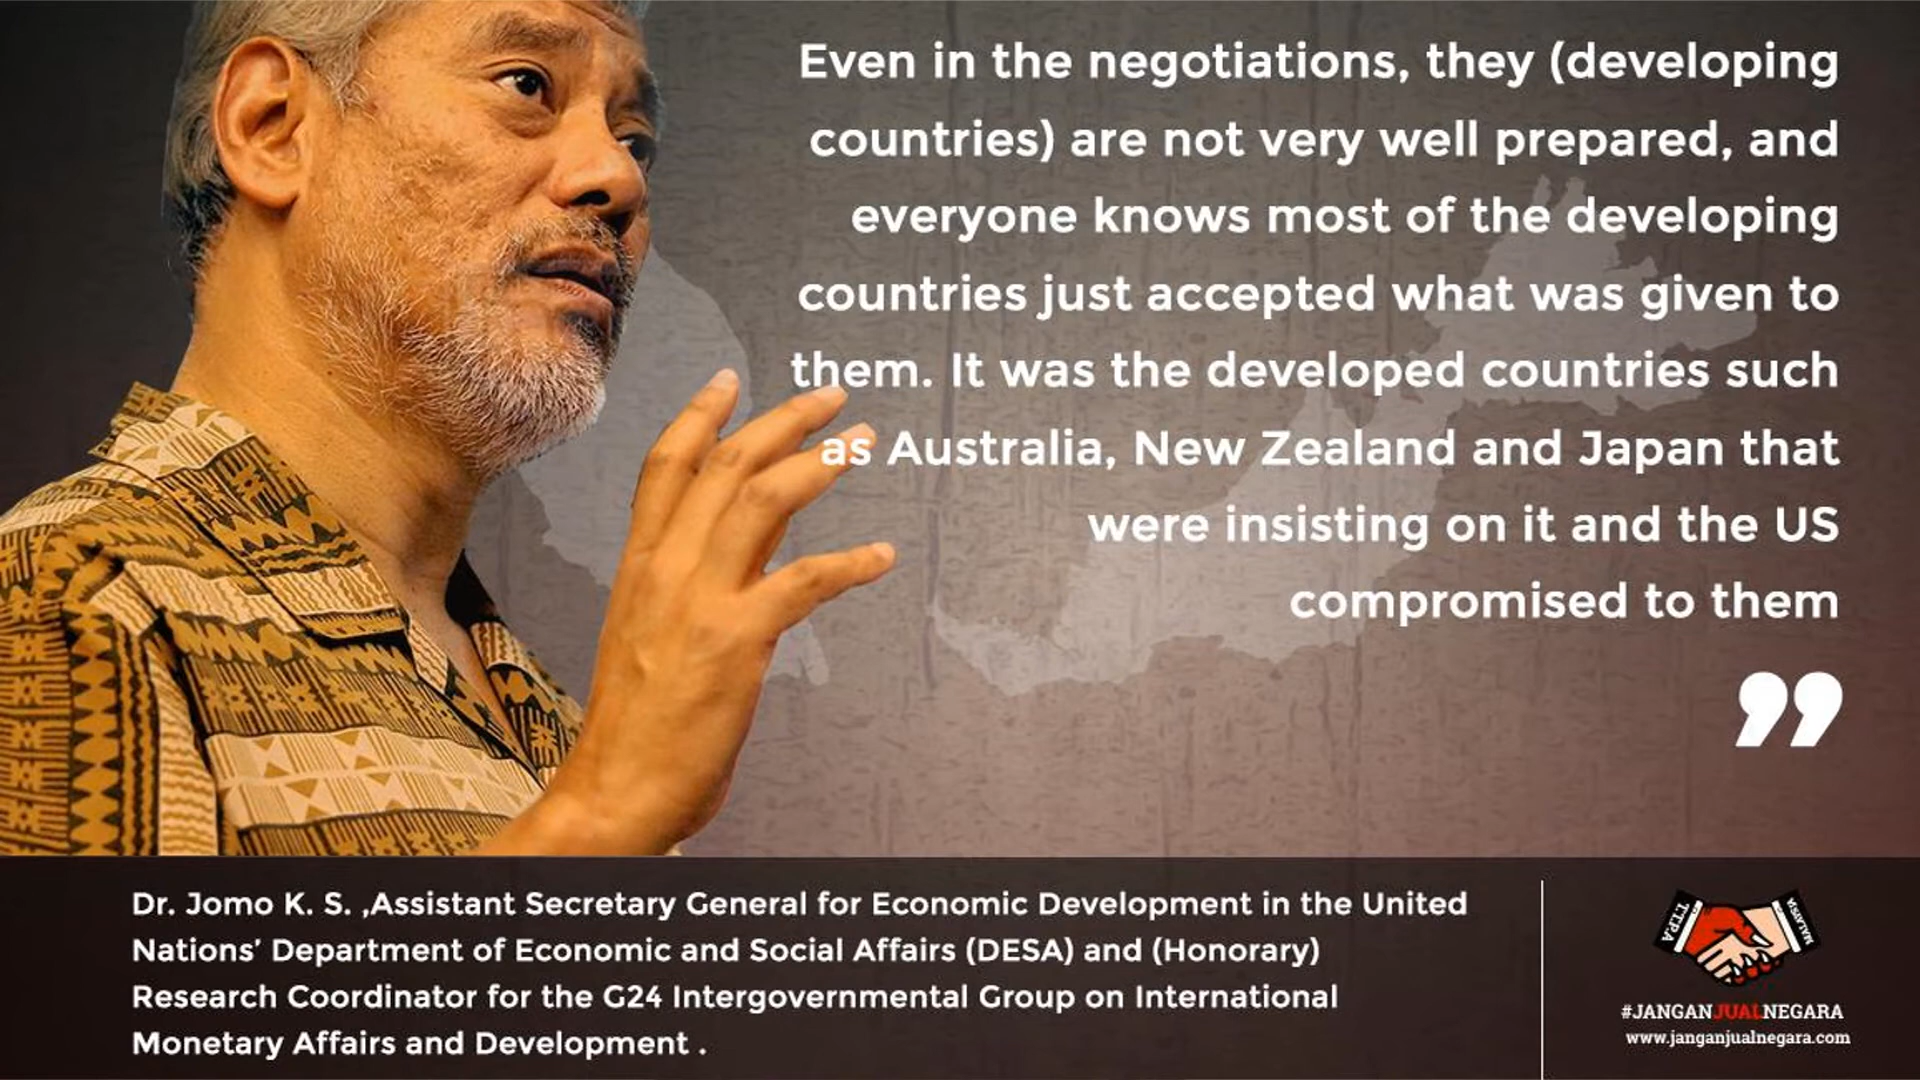 Even in the negotiations, they (developing
countries) are not very well prepared, and
everyone knows most of the developing
countries just accepted what was given to
them. It was the developed countries such
as Australia, New Zealand and Japan that
were insisting on it and the US
compromised to them
”
Dr. Jomo K. S. ,Assistant Secretary General for Economic Development in the United
Nations’ Department of Economic and Social Affairs (DESA) and (Honorary)
Research Coordinator for the G24 Intergovernmental Group on International
Monetary Affairs and Development .
T.T.P.A
MALAYSIA
#JANGANJUALNEGARA
www.janganjualnegara.com